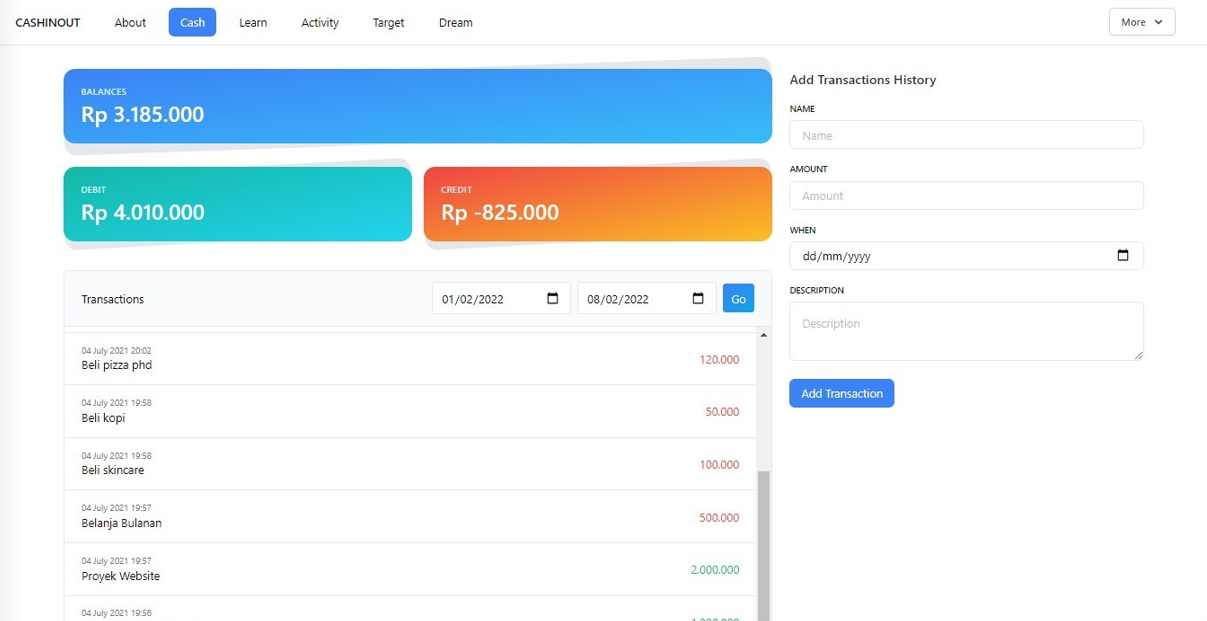 CASHINOUT About Cash Learn Activity Target Dream More
BALANCES
Rp 3.185.000
DEBIT
Rp 4.010.000
CREDIT
Rp -825.000
Transactions 01/02/2022 08/02/2022 Go
04 July 2021 20:02
Beli pizza phd 120.000
04 July 2021 19:58
Beli kopi 50.000
04 July 2021 19:58
Beli skincare 100.000
04 July 2021 19:57
Belanja Bulanan 500.000
04 July 2021 19:57
Proyek Website 2.000.000
04 July 2021 19:56
Add Transactions History
NAME
Name
AMOUNT
Amount
WHEN
dd/mm/yyyy
DESCRIPTION
Description
Add Transaction